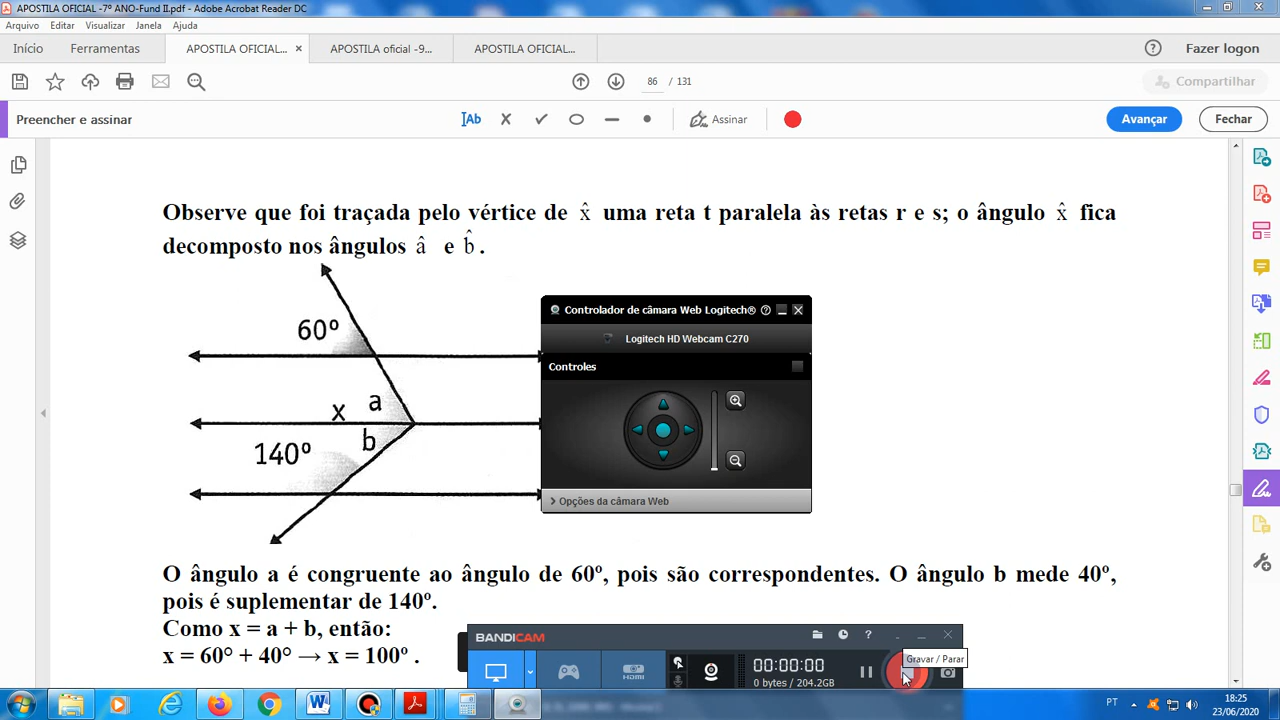 APOSTILA OFICIAL -7º ANO-Fund II.pdf - Adobe Acrobat Reader DC
Arquivo Editar Visualizar Janela Ajuda
Início Ferramentas APOSTILA OFICIAL... × APOSTILA oficial -9... APOSTILA OFICIAL... Fazer logon
86 / 131 Compartilhar
Preencher e assinar Ab Assinar Avançar Fechar
Observe que foi traçada pelo vértice de x̂ uma reta t paralela às retas r e s; o ângulo x̂ fica
decomposto nos ângulos â e b̂.
60º
x a
b
140º
Controlador de câmara Web Logitech®
Logitech HD Webcam C270
Controles
Opções da câmara Web
O ângulo a é congruente ao ângulo de 60º, pois são correspondentes. O ângulo b mede 40º,
pois é suplementar de 140º.
Como x = a + b, então:
x = 60° + 40° → x = 100º .
BANDICAM
HDMI
00:00:00
0 bytes / 204.2GB
Gravar / Parar
PT
18:25
23/06/2020